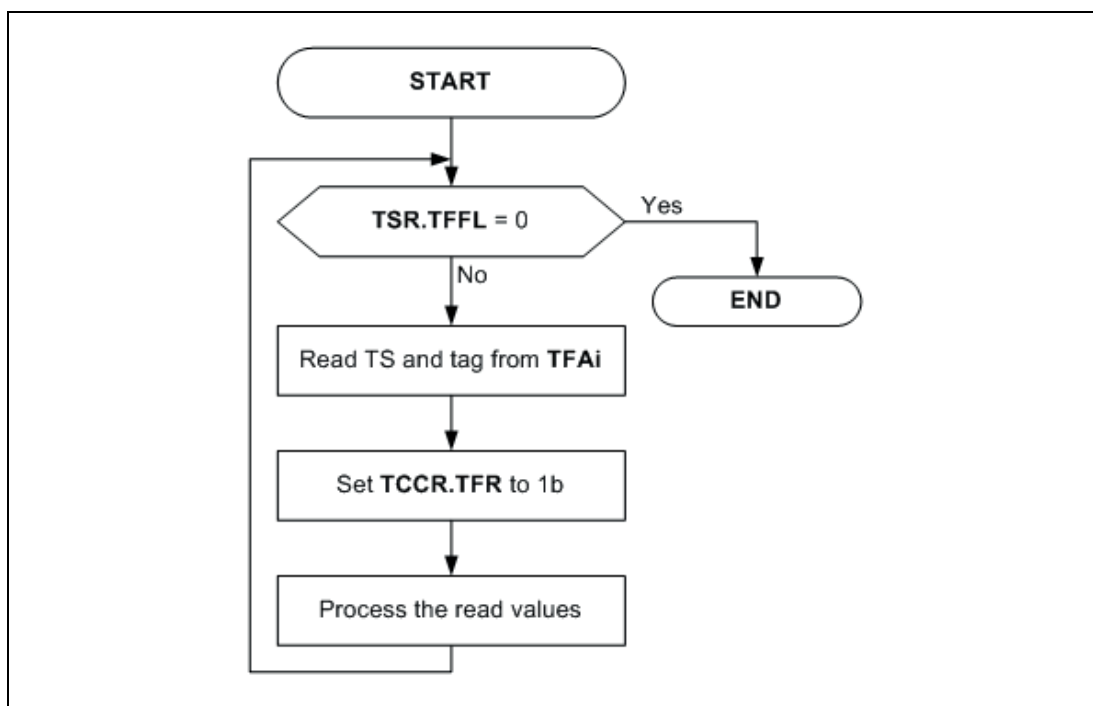 START
TSR.TFFL = 0
Yes
No
END
Read TS and tag from TFAi
Set TCCR.TFR to 1b
Process the read values